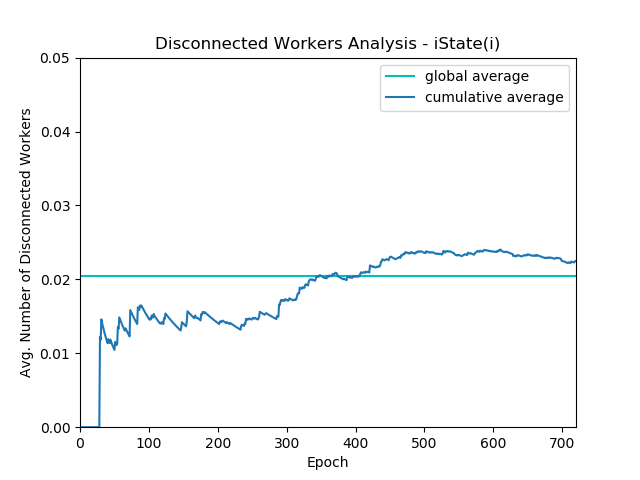 Disconnected Workers Analysis - iState(i)
global average
cumulative average
Avg. Number of Disconnected Workers
0.05
0.04
0.03
0.02
0.01
0.00
0 100 200 300 400 500 600 700
Epoch